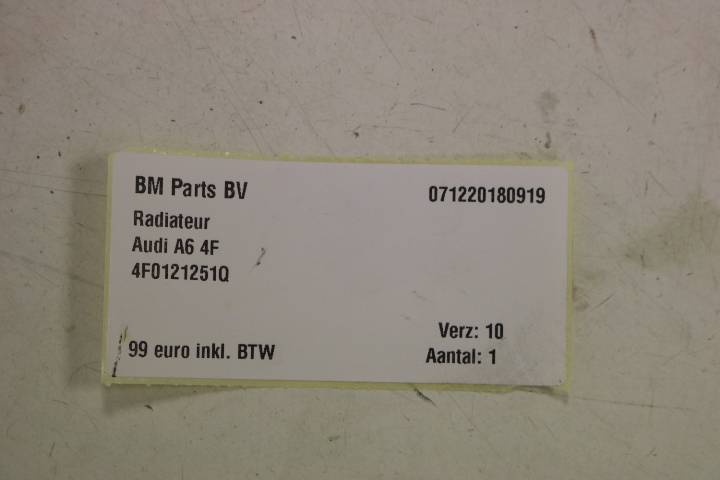 BM Parts BV 071220180919
Radiateur
Audi A6 4F
4F0121251Q
Verz: 10
99 euro inkl. BTW Aantal: 1